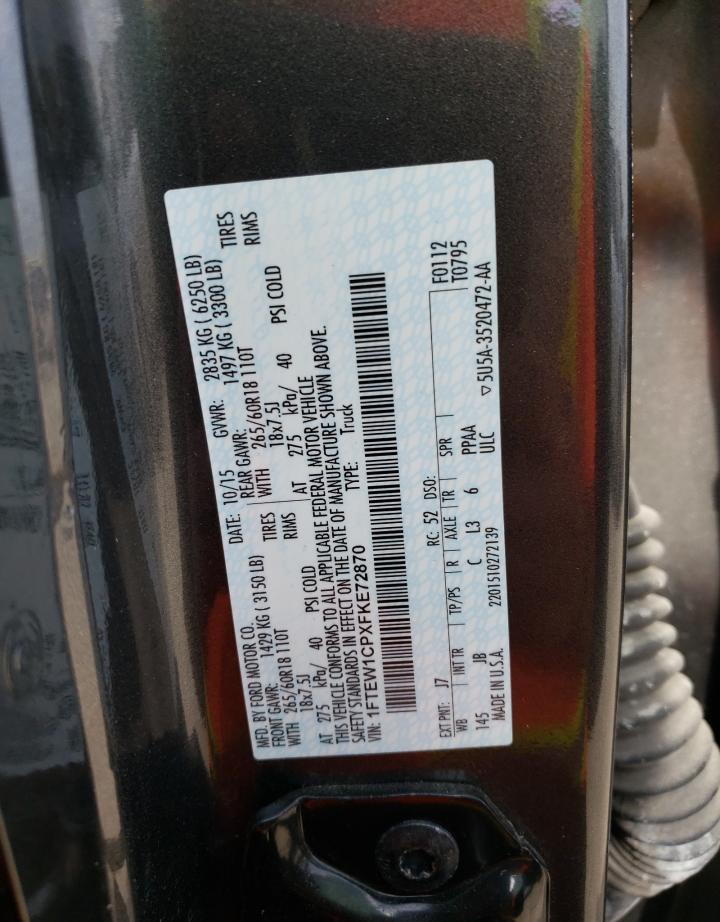 MFD. BY FORD MOTOR CO.
DATE: 10/15 GVWR: 2835 KG ( 6250 LB)
FRONT GAWR: 1429 KG ( 3150 LB) REAR GAWR: 1497 KG ( 3300 LB)
WITH 265/60R18 110T TIRES WITH 265/60R18 110T TIRES
18x7.5J RIMS 18x7.5J RIMS
AT 275 kPa/ 40 PSI COLD AT 275 kPa/ 40 PSI COLD
THIS VEHICLE CONFORMS TO ALL APPLICABLE FEDERAL MOTOR VEHICLE
SAFETY STANDARDS IN EFFECT ON THE DATE OF MANUFACTURE SHOWN ABOVE.
VIN: 1FTEW1CPXFKE72870 TYPE: Truck
EXT PNT: J7 RC: 52 DSO: F0112
WB INT TR TP/PS R AXLE TR SPR T0795
145 JB C L3 6 PPAA
MADE IN U.S.A. 2201510272139 ULC ▽5U5A-3520472-AA